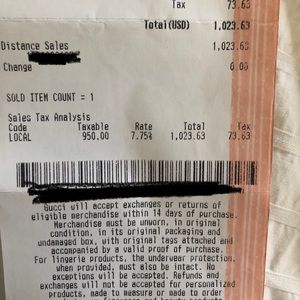 Tax 73.63
Total(USD) 1,023.63
Distance Sales 1,023.63
Change 0.00
SOLD ITEM COUNT = 1
Sales Tax Analysis
Code Taxable Rate Total Tax
LOCAL 950.00 7.75% 1,023.63 73.63
Gucci will accept exchanges or returns of
eligible merchandise within 14 days of purchase.
Merchandise must be unworn, in original
condition, in its original packaging and
undamaged box, with original tags attached and
accompanied by a valid proof of purchase.
For lingerie products, the underwear protection,
when provided, must also be intact. No
exceptions will be accepted. Refunds and
exchanges will not be accepted for personalized
products, made to measure or made to order